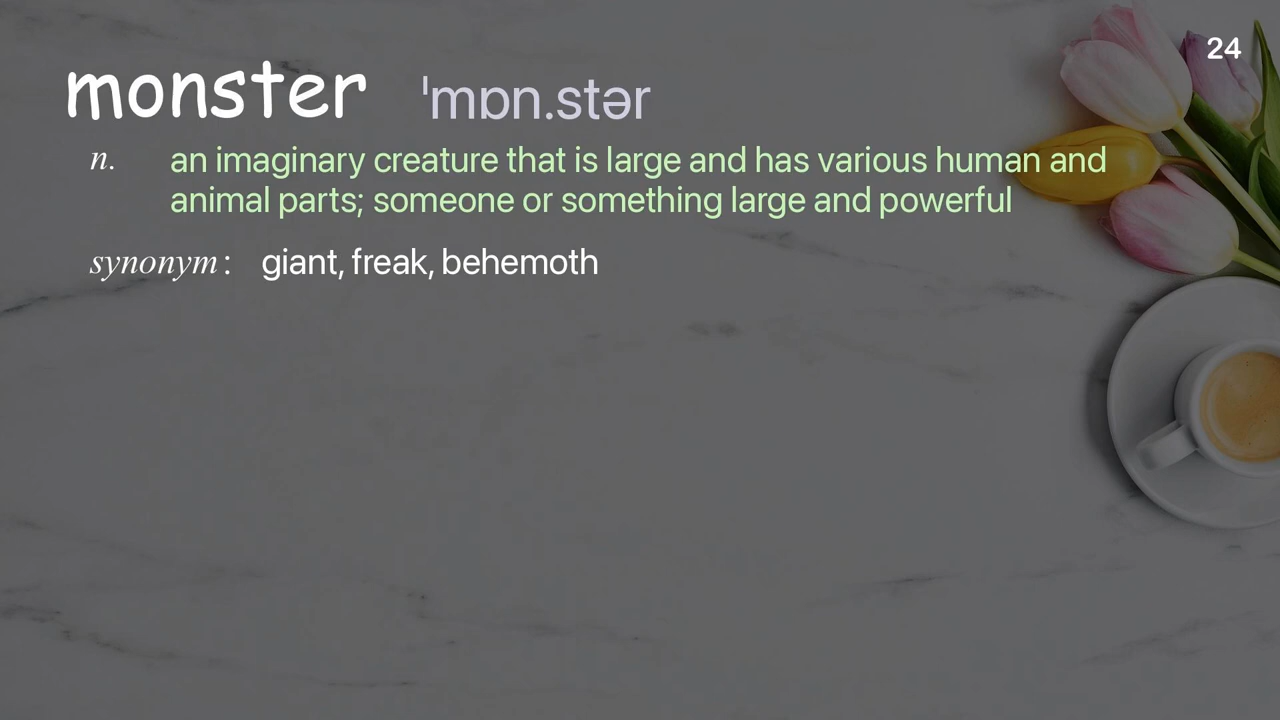 24
monster ˈmɒn.stər
n. an imaginary creature that is large and has various human and
animal parts; someone or something large and powerful
synonym: giant, freak, behemoth